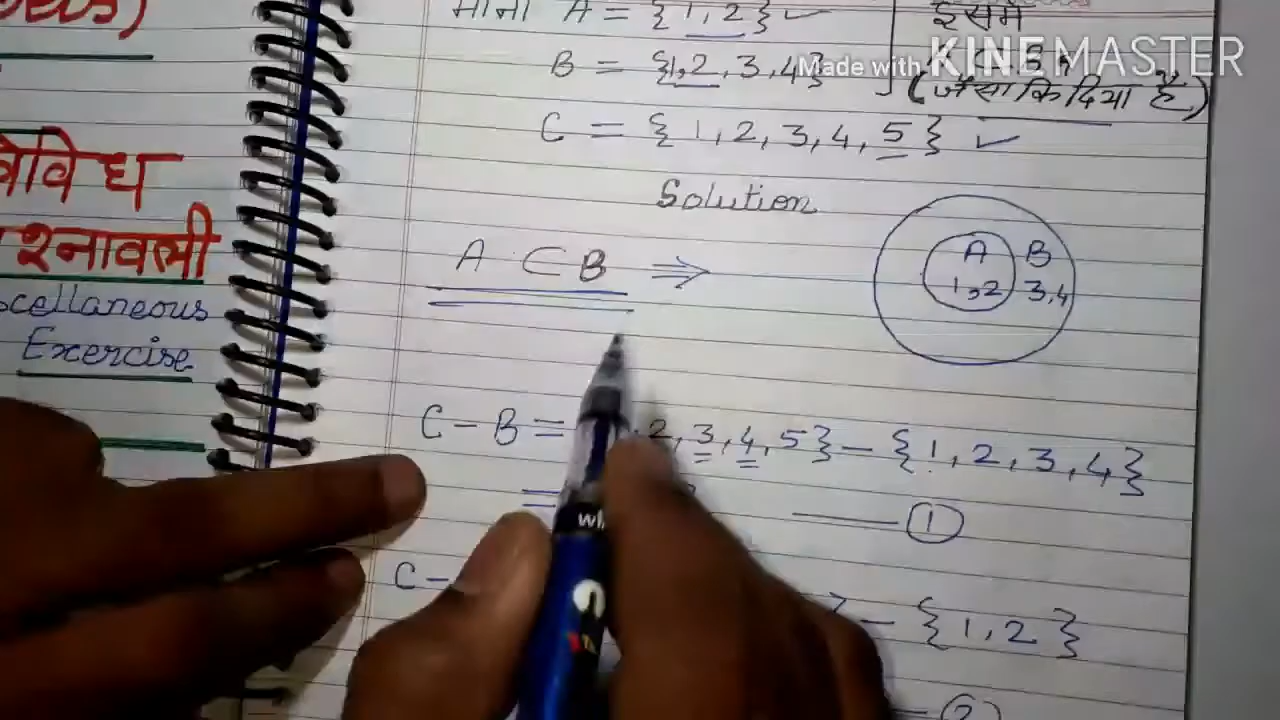 माना A = {1,2} ✓
B = {1,2,3,4}
C = {1,2,3,4,5} ✓
इसमें
(जैसा कि दिया है)
Made with KINEMASTER
विविध
प्रश्नावली
scellaneous
Exercise
Solution
A ⊂ B ⇒
A B
1,2 3,4
C - B = 2,3,4,5} - {1,2,3,4}
= ——— ①
C - - {1,2}
— ②